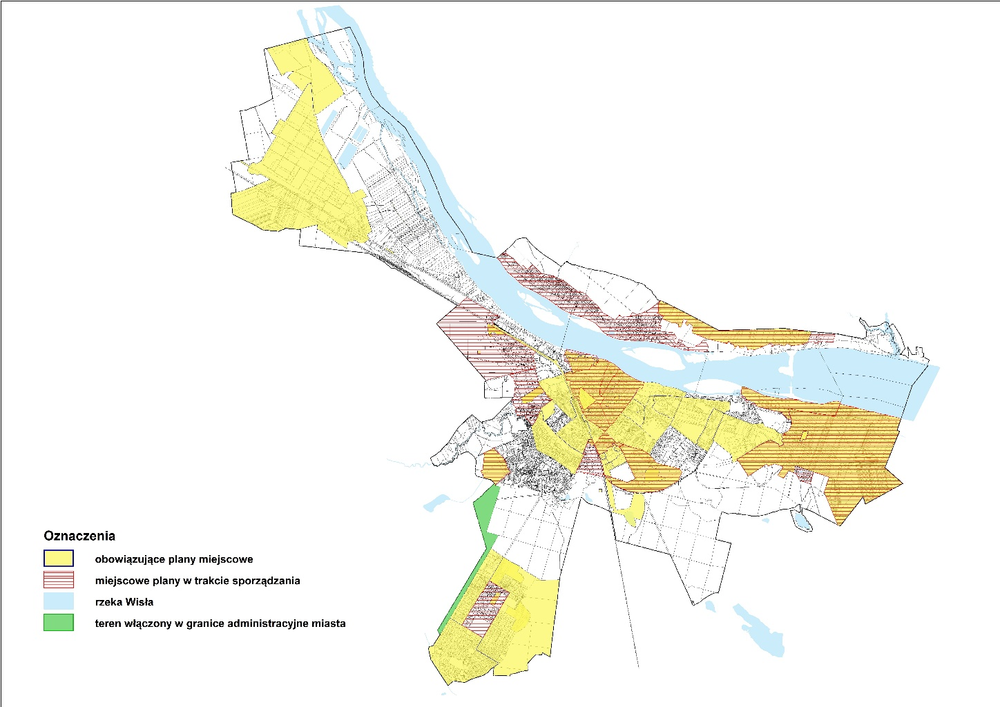 Oznaczenia
obowiązujące plany miejscowe
miejscowe plany w trakcie sporządzania
rzeka Wisła
teren włączony w granice administracyjne miasta